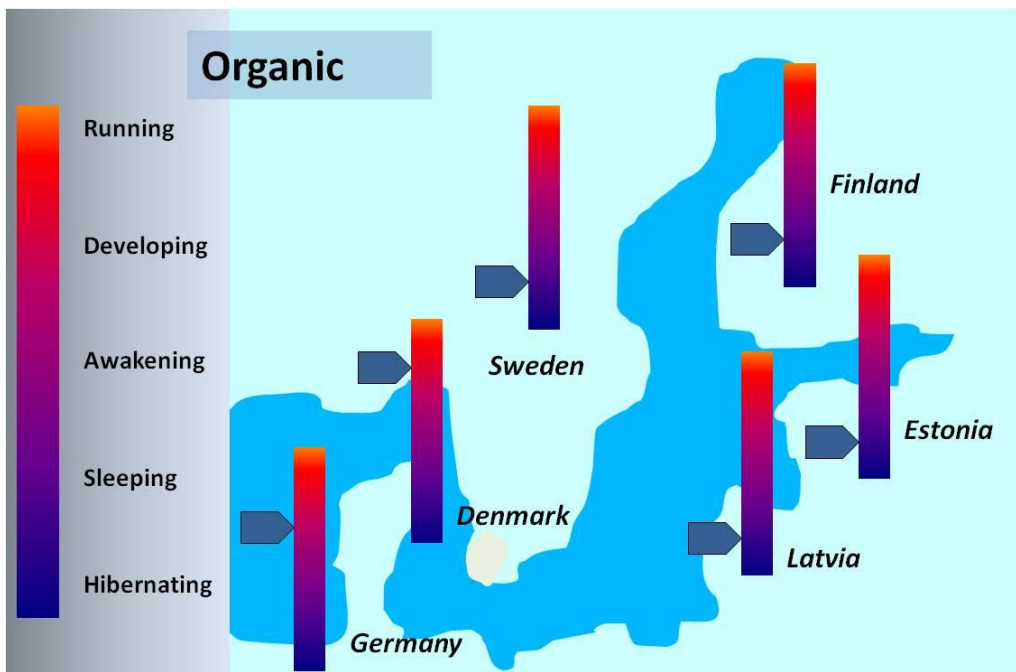 Organic
Running
Developing
Awakening
Sleeping
Hibernating
Finland
Sweden
Estonia
Denmark
Latvia
Germany